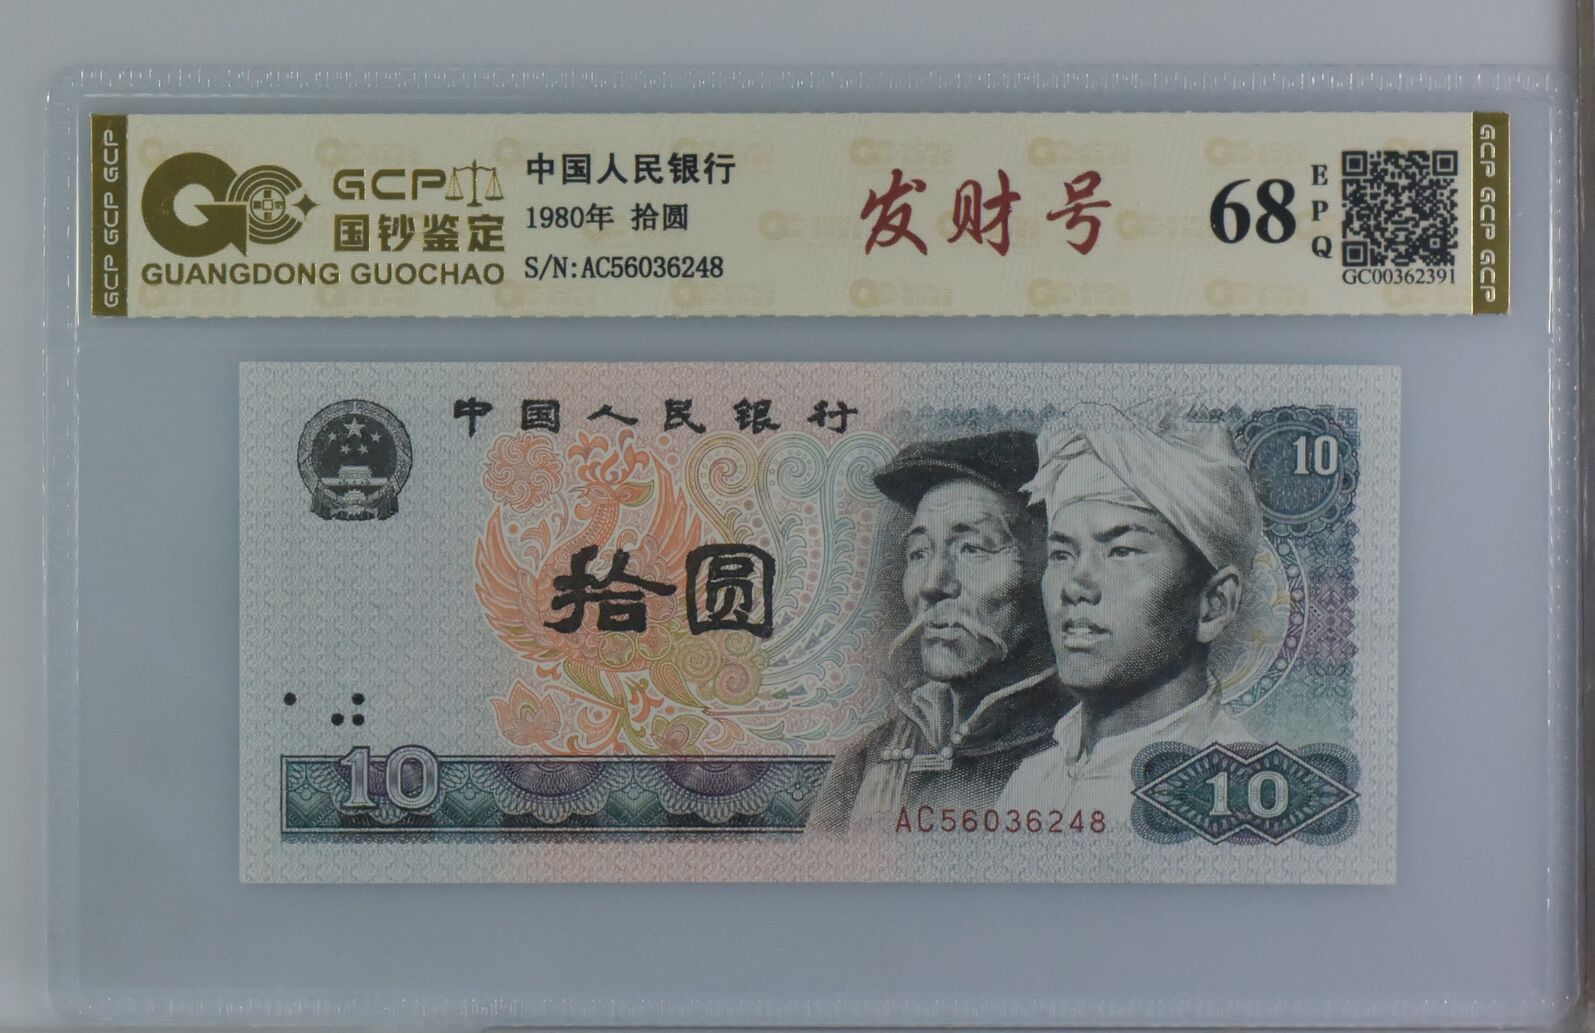 GCP GCP GCP
GCP
国钞鉴定
GUANGDONG GUOCHAO
中国人民银行
1980年 拾圆
S/N:AC56036248
发财号
68
EPQ
GC00362391
GCP GCP GCP
中国人民银行
10
拾圆
10
AC56036248
10